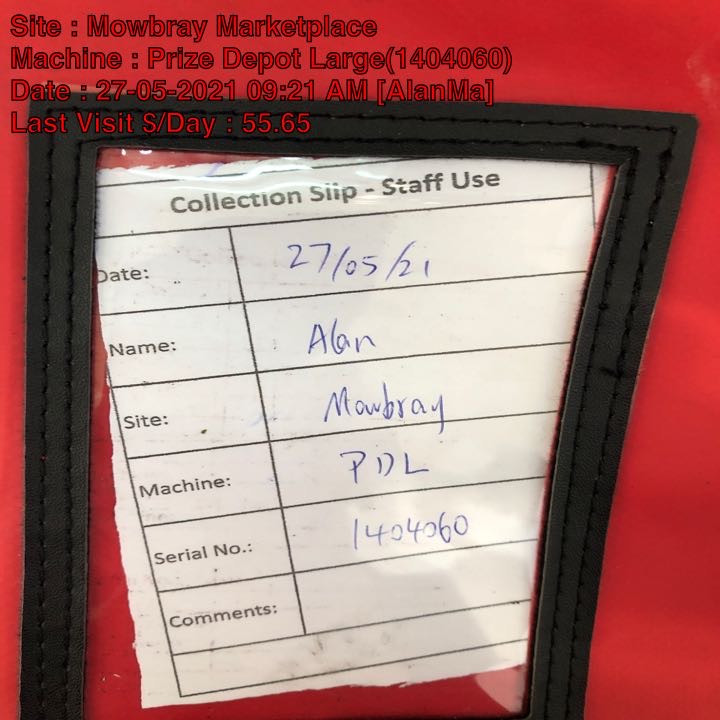 Site : Mowbray Marketplace
Machine : Prize Depot Large(1404060)
Date : 27-05-2021 09:21 AM [AlanMa]
Last Visit $/Day : 55.65
Collection Slip - Staff Use
Date: 27/05/21
Name: Alan
Site: Mowbray
Machine: PDL
Serial No.: 1404060
Comments: